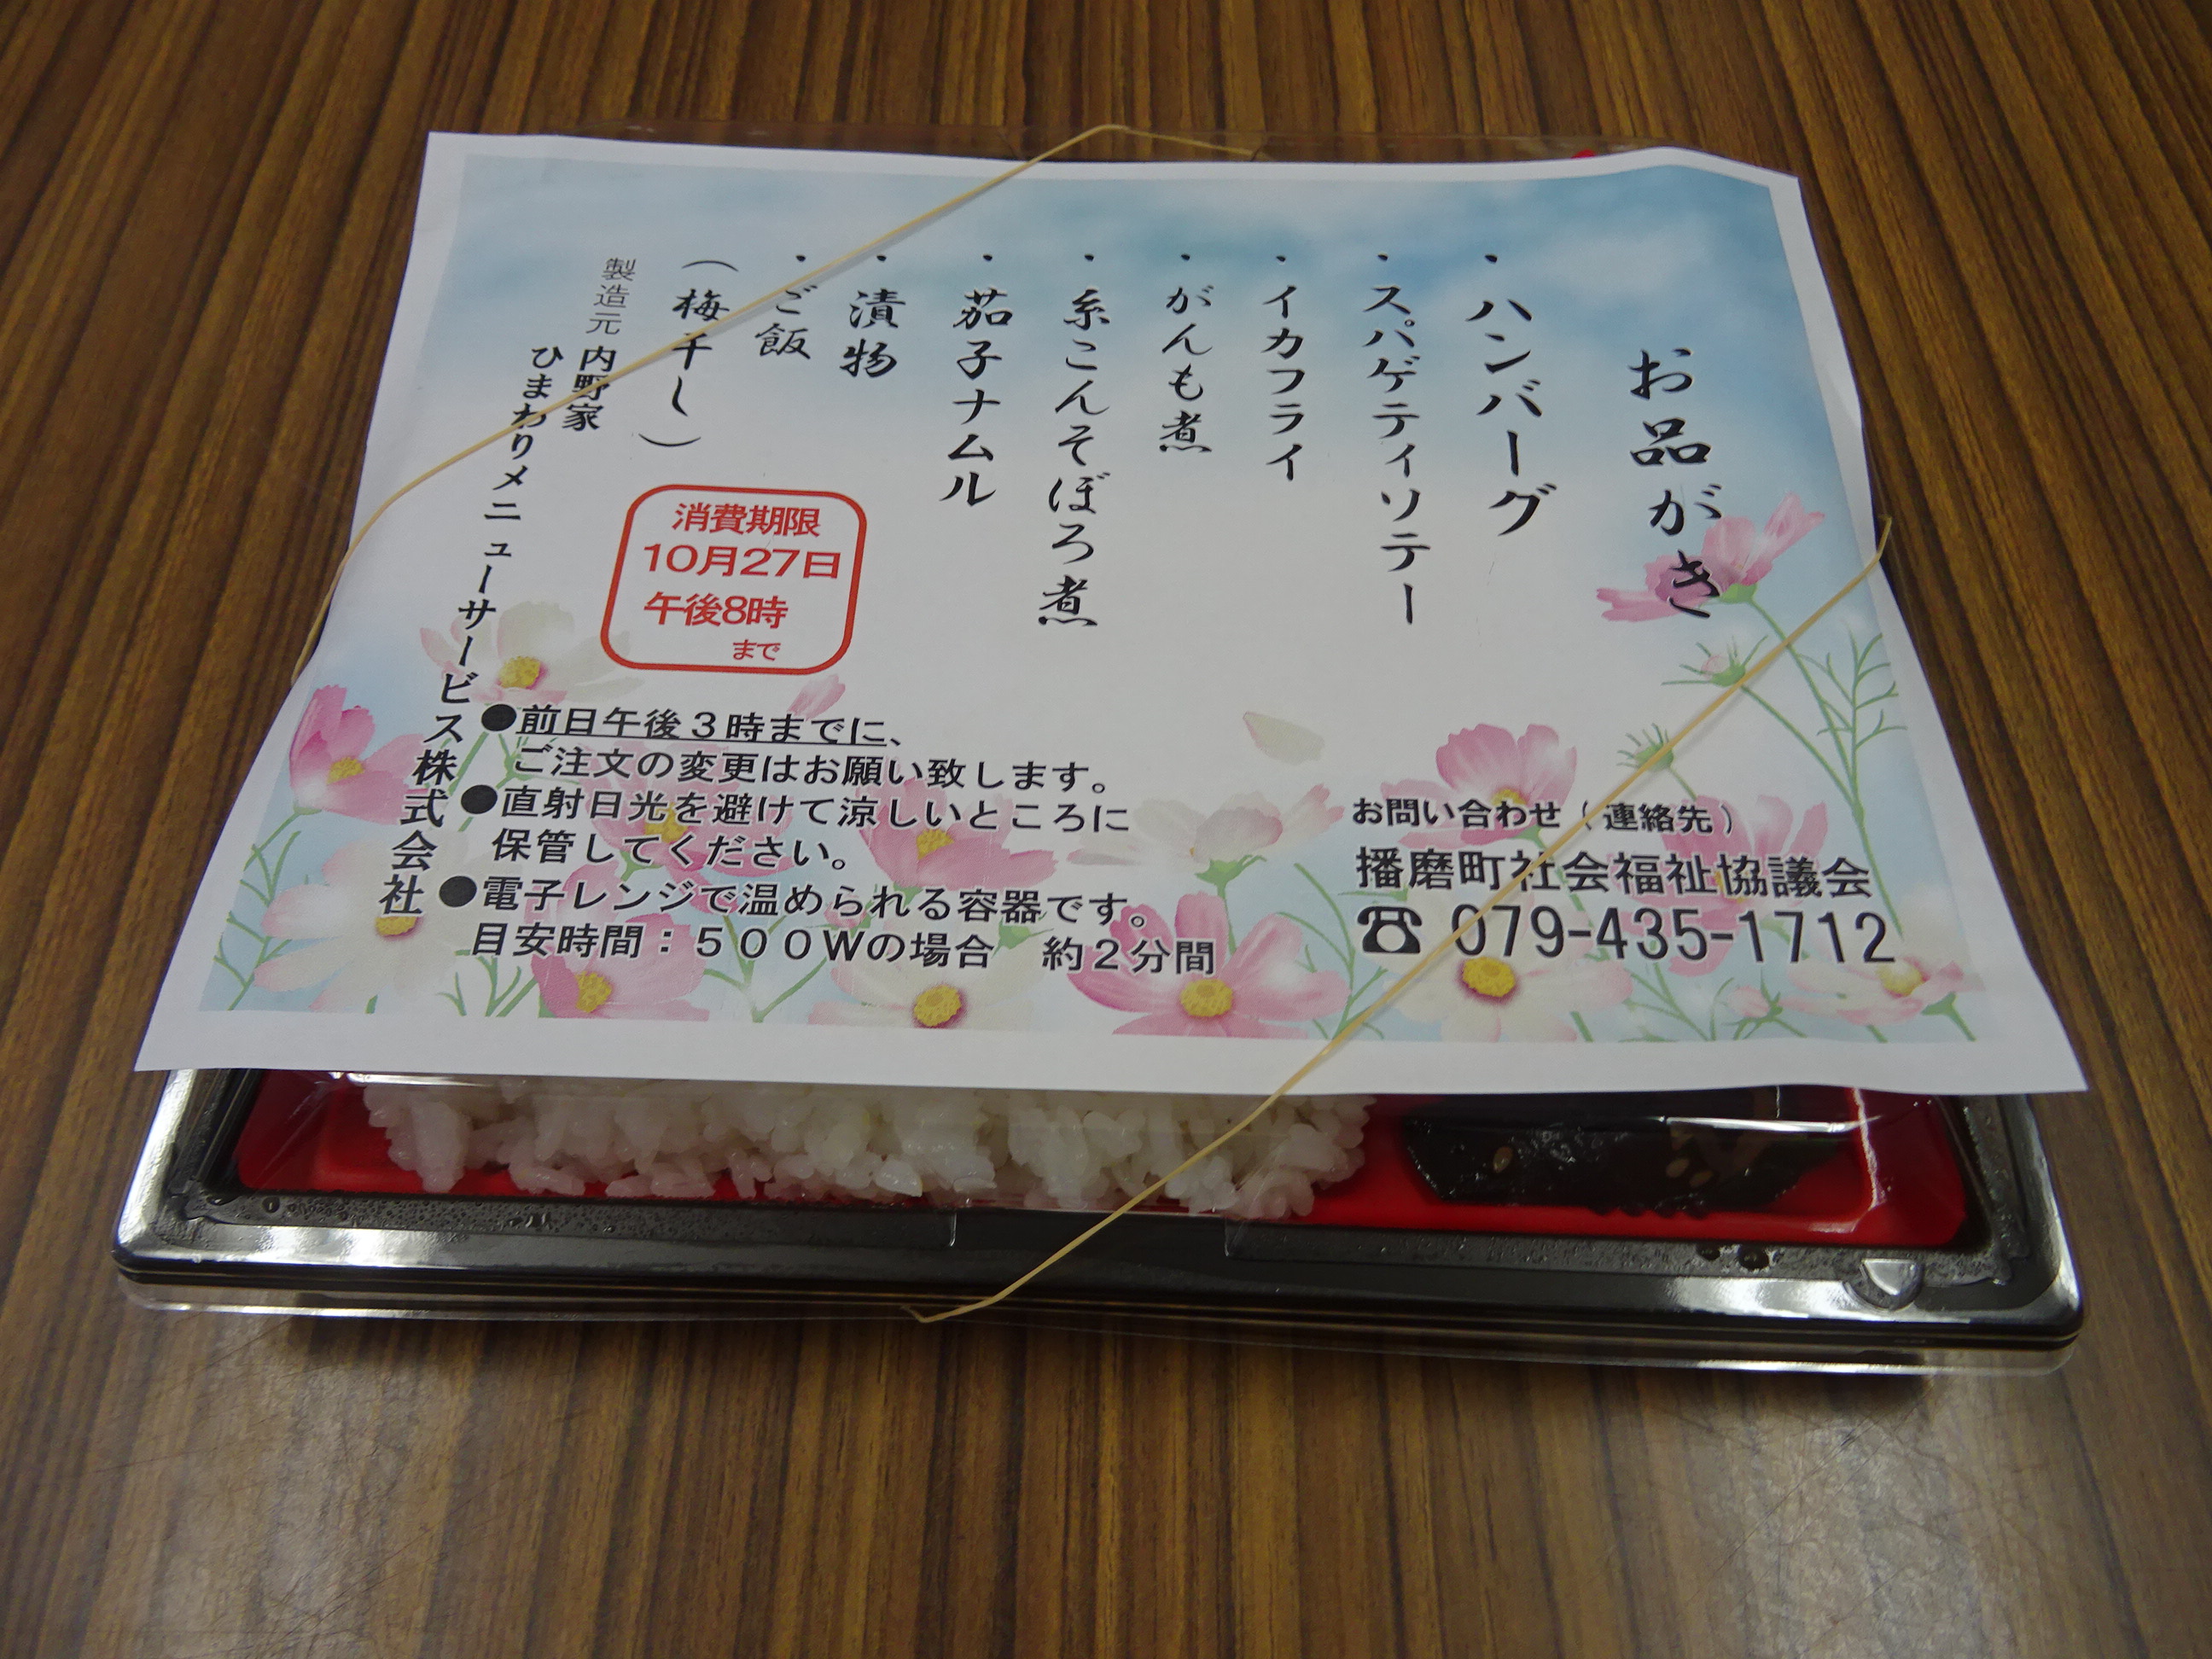 お品がき
・ハンバーグ
・スパゲティソテー
・イカフライ
・がんも煮
・糸こんそぼろ煮
・茄子ナムル
・漬物
・ご飯
（梅干し）
製造元 内野家
ひまわりメニューサービス株式会社
消費期限
10月27日
午後8時
まで
●前日午後３時までに、
ご注文の変更はお願い致します。
●直射日光を避けて涼しいところに
保管してください。
●電子レンジで温められる容器です。
目安時間：５００Wの場合　約２分間
お問い合わせ（連絡先）
播磨町社会福祉協議会
☎ 079-435-1712